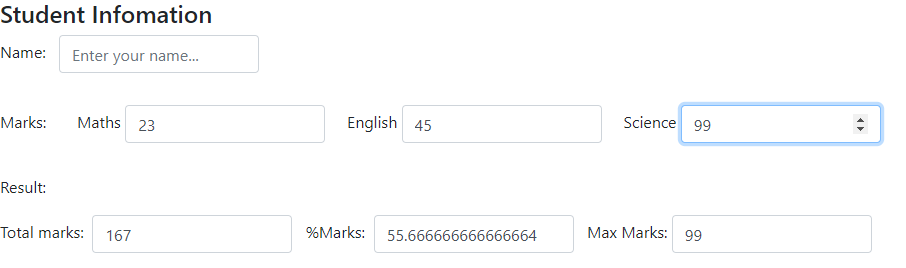 Student Infomation
Name: Enter your name...
Marks: Maths 23 English 45 Science 99
Result:
Total marks: 167 %Marks: 55.666666666666664 Max Marks: 99